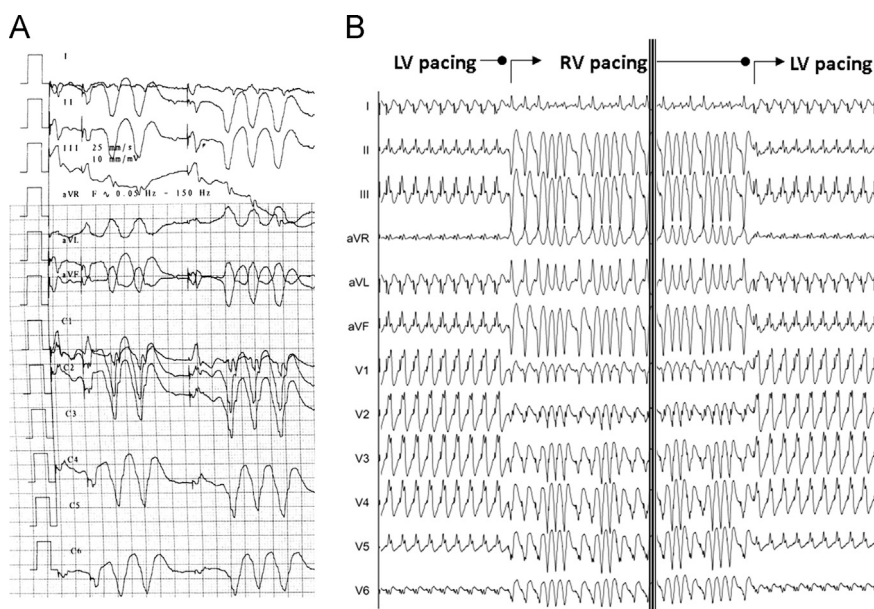 A
I
II
III 25 mm/s
10 mm/mV
aVR F ∿ 0.05 Hz - 150 Hz
aVL
aVF
C1
C2
C3
C4
C5
C6
B
LV pacing RV pacing LV pacing
I
II
III
aVR
aVL
aVF
V1
V2
V3
V4
V5
V6